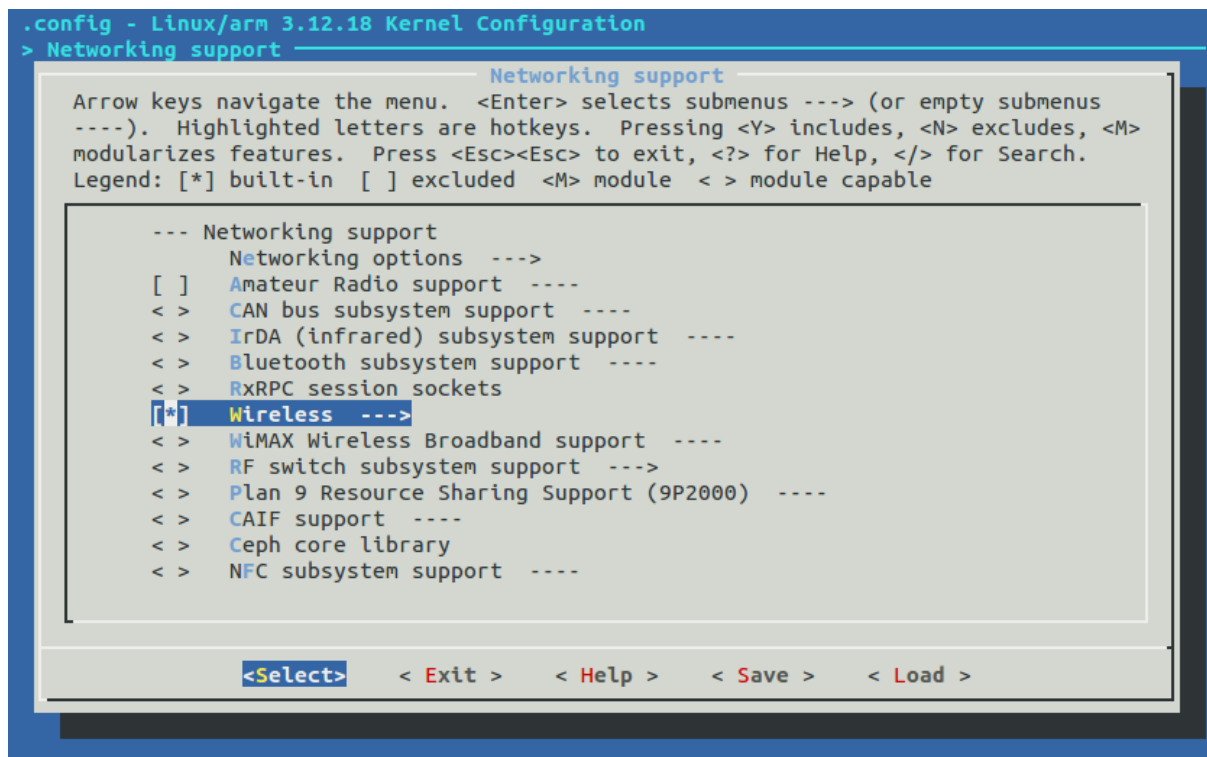 .config - Linux/arm 3.12.18 Kernel Configuration
> Networking support
Networking support
Arrow keys navigate the menu.  <Enter> selects submenus ---> (or empty submenus
----).  Highlighted letters are hotkeys.  Pressing <Y> includes, <N> excludes, <M>
modularizes features.  Press <Esc><Esc> to exit, <?> for Help, </> for Search.
Legend: [*] built-in  [ ] excluded  <M> module  < > module capable
--- Networking support
Networking options  --->
[ ]   Amateur Radio support  ----
< >   CAN bus subsystem support  ----
< >   IrDA (infrared) subsystem support  ----
< >   Bluetooth subsystem support  ----
< >   RxRPC session sockets
[*]   Wireless  --->
< >   WiMAX Wireless Broadband support  ----
< >   RF switch subsystem support  --->
< >   Plan 9 Resource Sharing Support (9P2000)  ----
< >   CAIF support  ----
< >   Ceph core library
< >   NFC subsystem support  ----
<Select>    < Exit >    < Help >    < Save >    < Load >